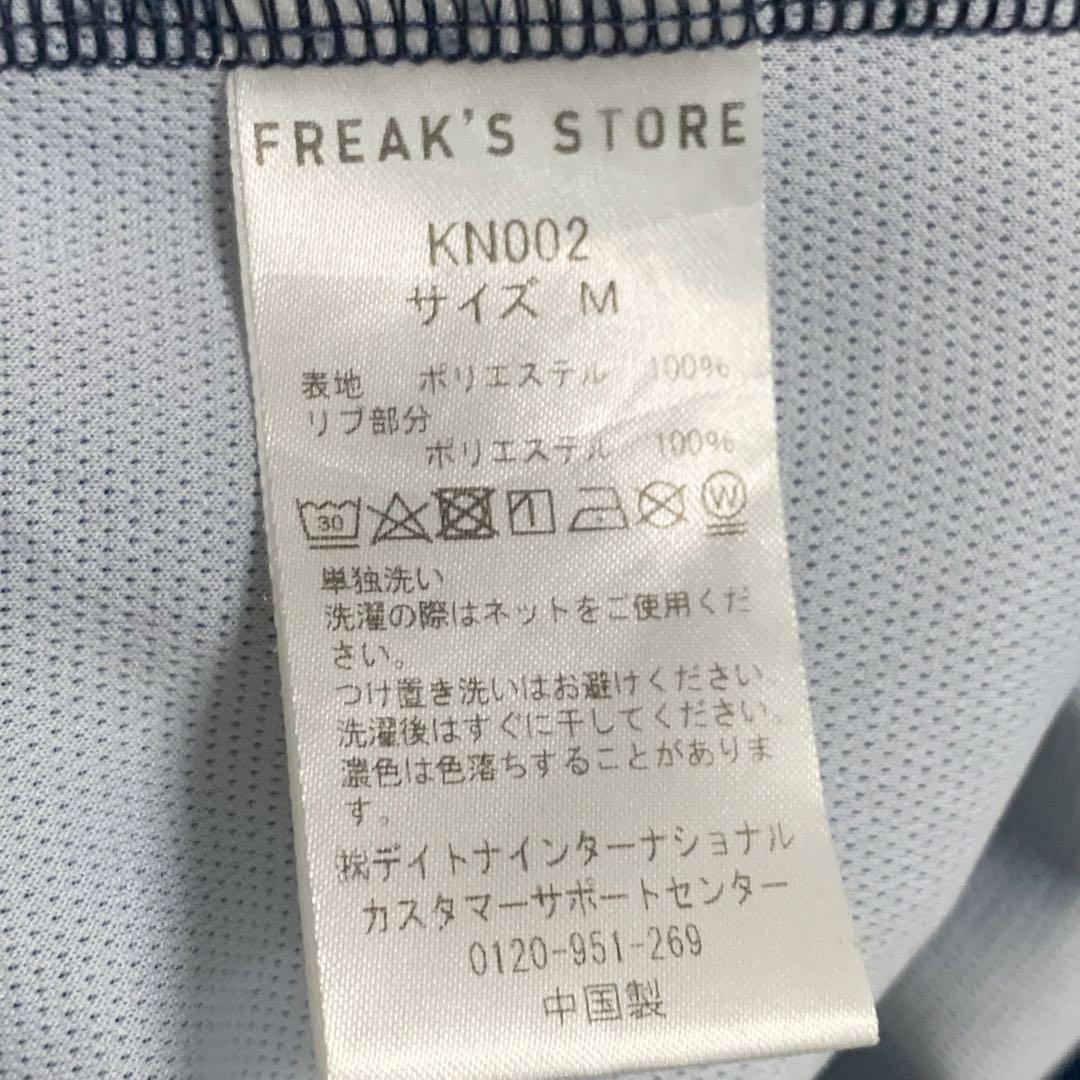 FREAK'S STORE
KN002
サイズ M
表地 ポリエステル 100%
リブ部分
ポリエステル 100%
30 W
単独洗い
洗濯の際はネットをご使用くだ
さい。
つけ置き洗いはお避けください。
洗濯後はすぐに干してください。
濃色は色落ちすることがありま
す。
㈱デイトナインターナショナル
カスタマーサポートセンター
0120-951-269
中国製